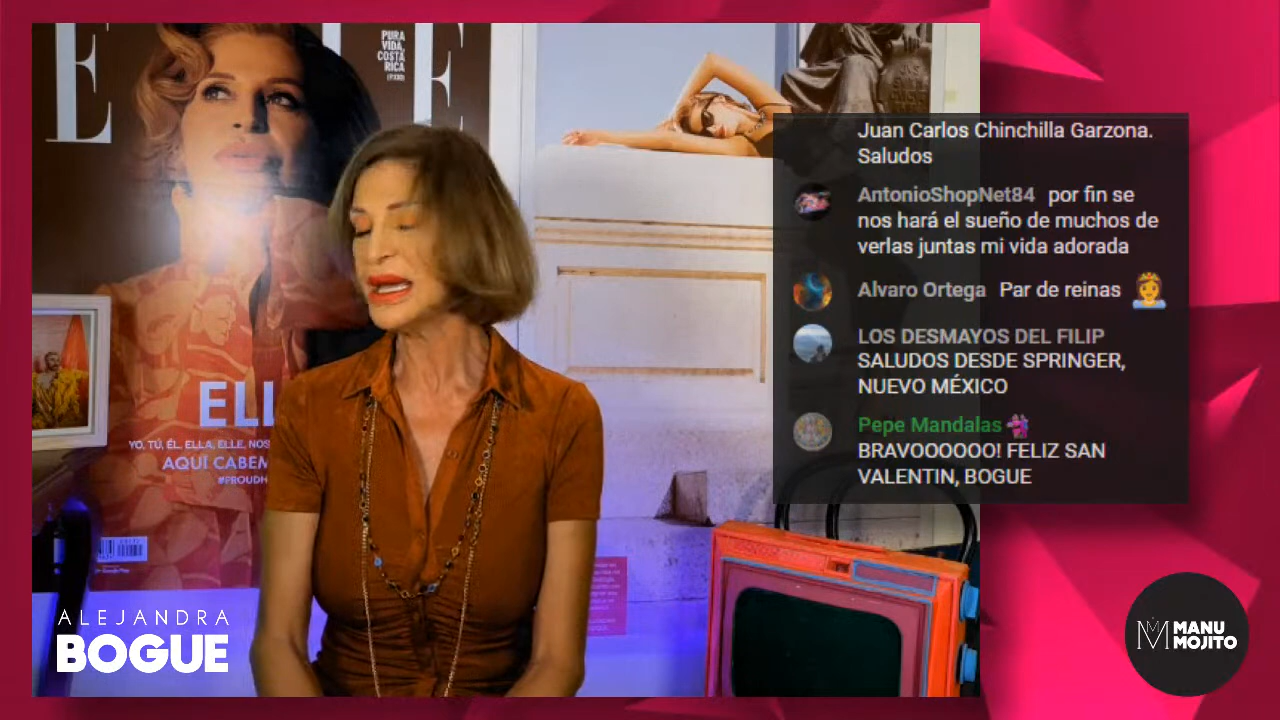 E E
PURA
VIDA,
COSTA
RICA
ELL
YO, TÚ, ÉL, ELLA, ELLE, NOS
AQUÍ CABEM
#PROUDH
ALEJANDRA
BOGUE
Juan Carlos Chinchilla Garzona.
Saludos
AntonioShopNet84 por fin se
nos hará el sueño de muchos de
verlas juntas mi vida adorada
Alvaro Ortega Par de reinas
LOS DESMAYOS DEL FILIP
SALUDOS DESDE SPRINGER,
NUEVO MÉXICO
Pepe Mandalas
BRAVOOOOOO! FELIZ SAN
VALENTIN, BOGUE
M MANU
MOJITO